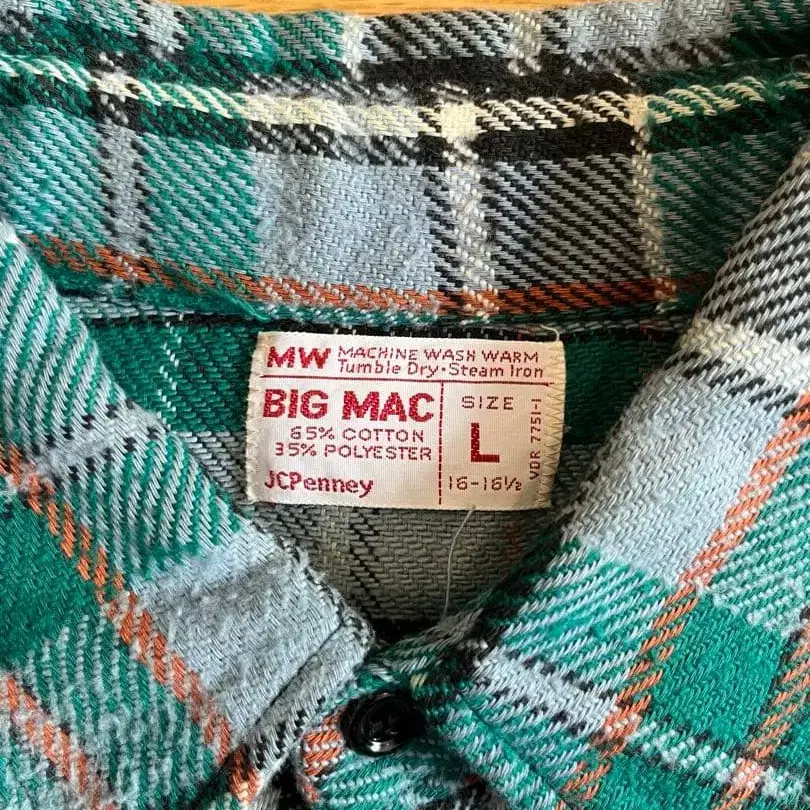 MW MACHINE WASH WARM
Tumble Dry·Steam Iron
BIG MAC
65% COTTON
35% POLYESTER
JCPenney
SIZE
L
16-16½
VDR 7751-1